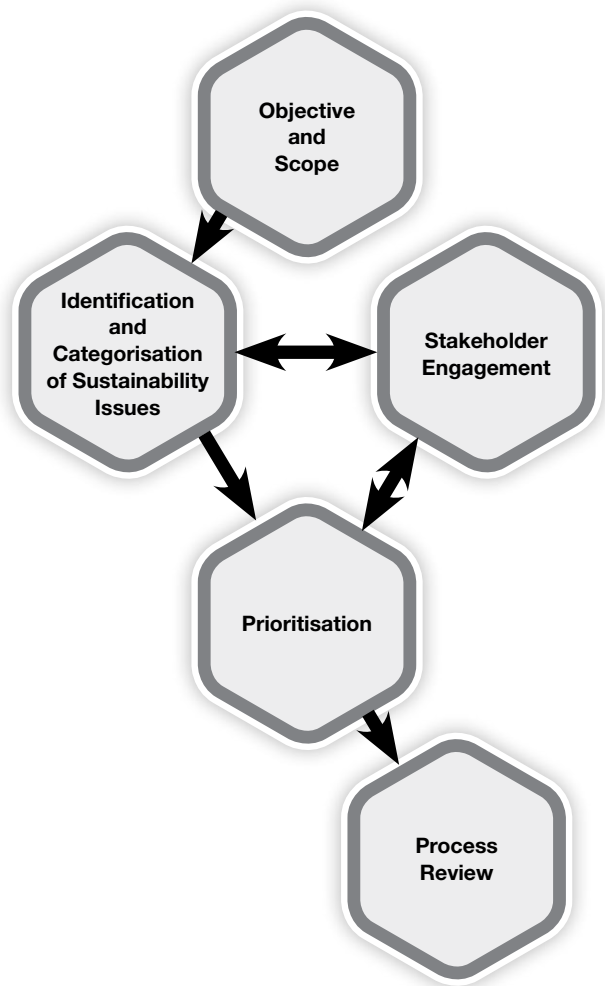 Objective
and
Scope
Identification
and
Categorisation
of Sustainability
Issues
Stakeholder
Engagement
Prioritisation
Process
Review